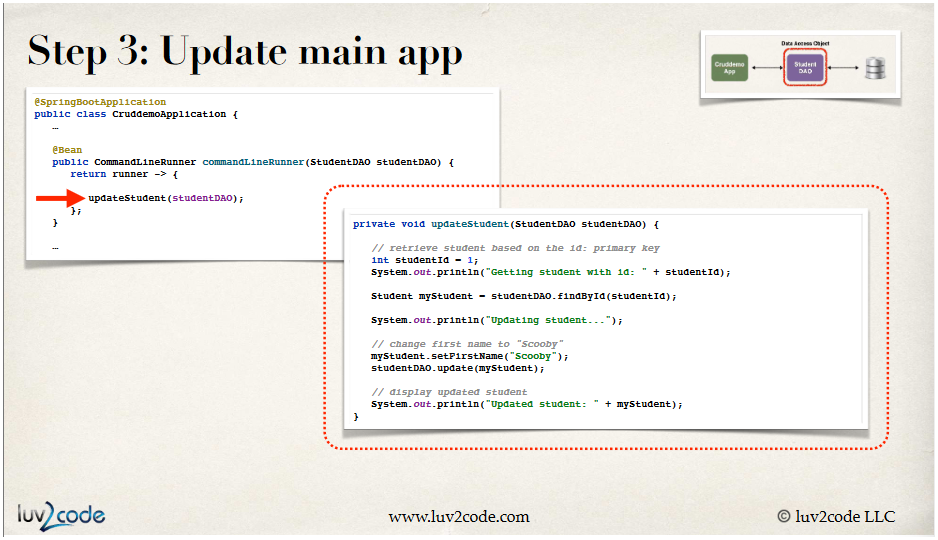 Step 3: Update main app
Data Access Object
Cruddemo
App
Student
DAO
@SpringBootApplication
public class CruddemoApplication {
…
@Bean
public CommandLineRunner commandLineRunner(StudentDAO studentDAO) {
return runner -> {
updateStudent(studentDAO);
};
}
…
private void updateStudent(StudentDAO studentDAO) {
// retrieve student based on the id: primary key
int studentId = 1;
System.out.println("Getting student with id: " + studentId);
Student myStudent = studentDAO.findById(studentId);
System.out.println("Updating student...");
// change first name to "Scooby"
myStudent.setFirstName("Scooby");
studentDAO.update(myStudent);
// display updated student
System.out.println("Updated student: " + myStudent);
}
luv2code
www.luv2code.com
© luv2code LLC